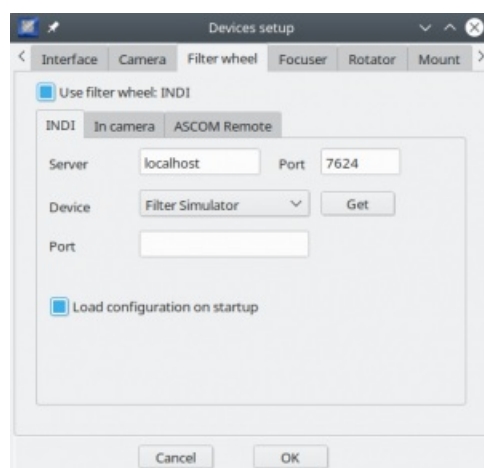 Devices setup
Interface Camera Filter wheel Focuser Rotator Mount
Use filter wheel: INDI
INDI In camera ASCOM Remote
Server localhost Port 7624
Device Filter Simulator Get
Port
Load configuration on startup
Cancel OK